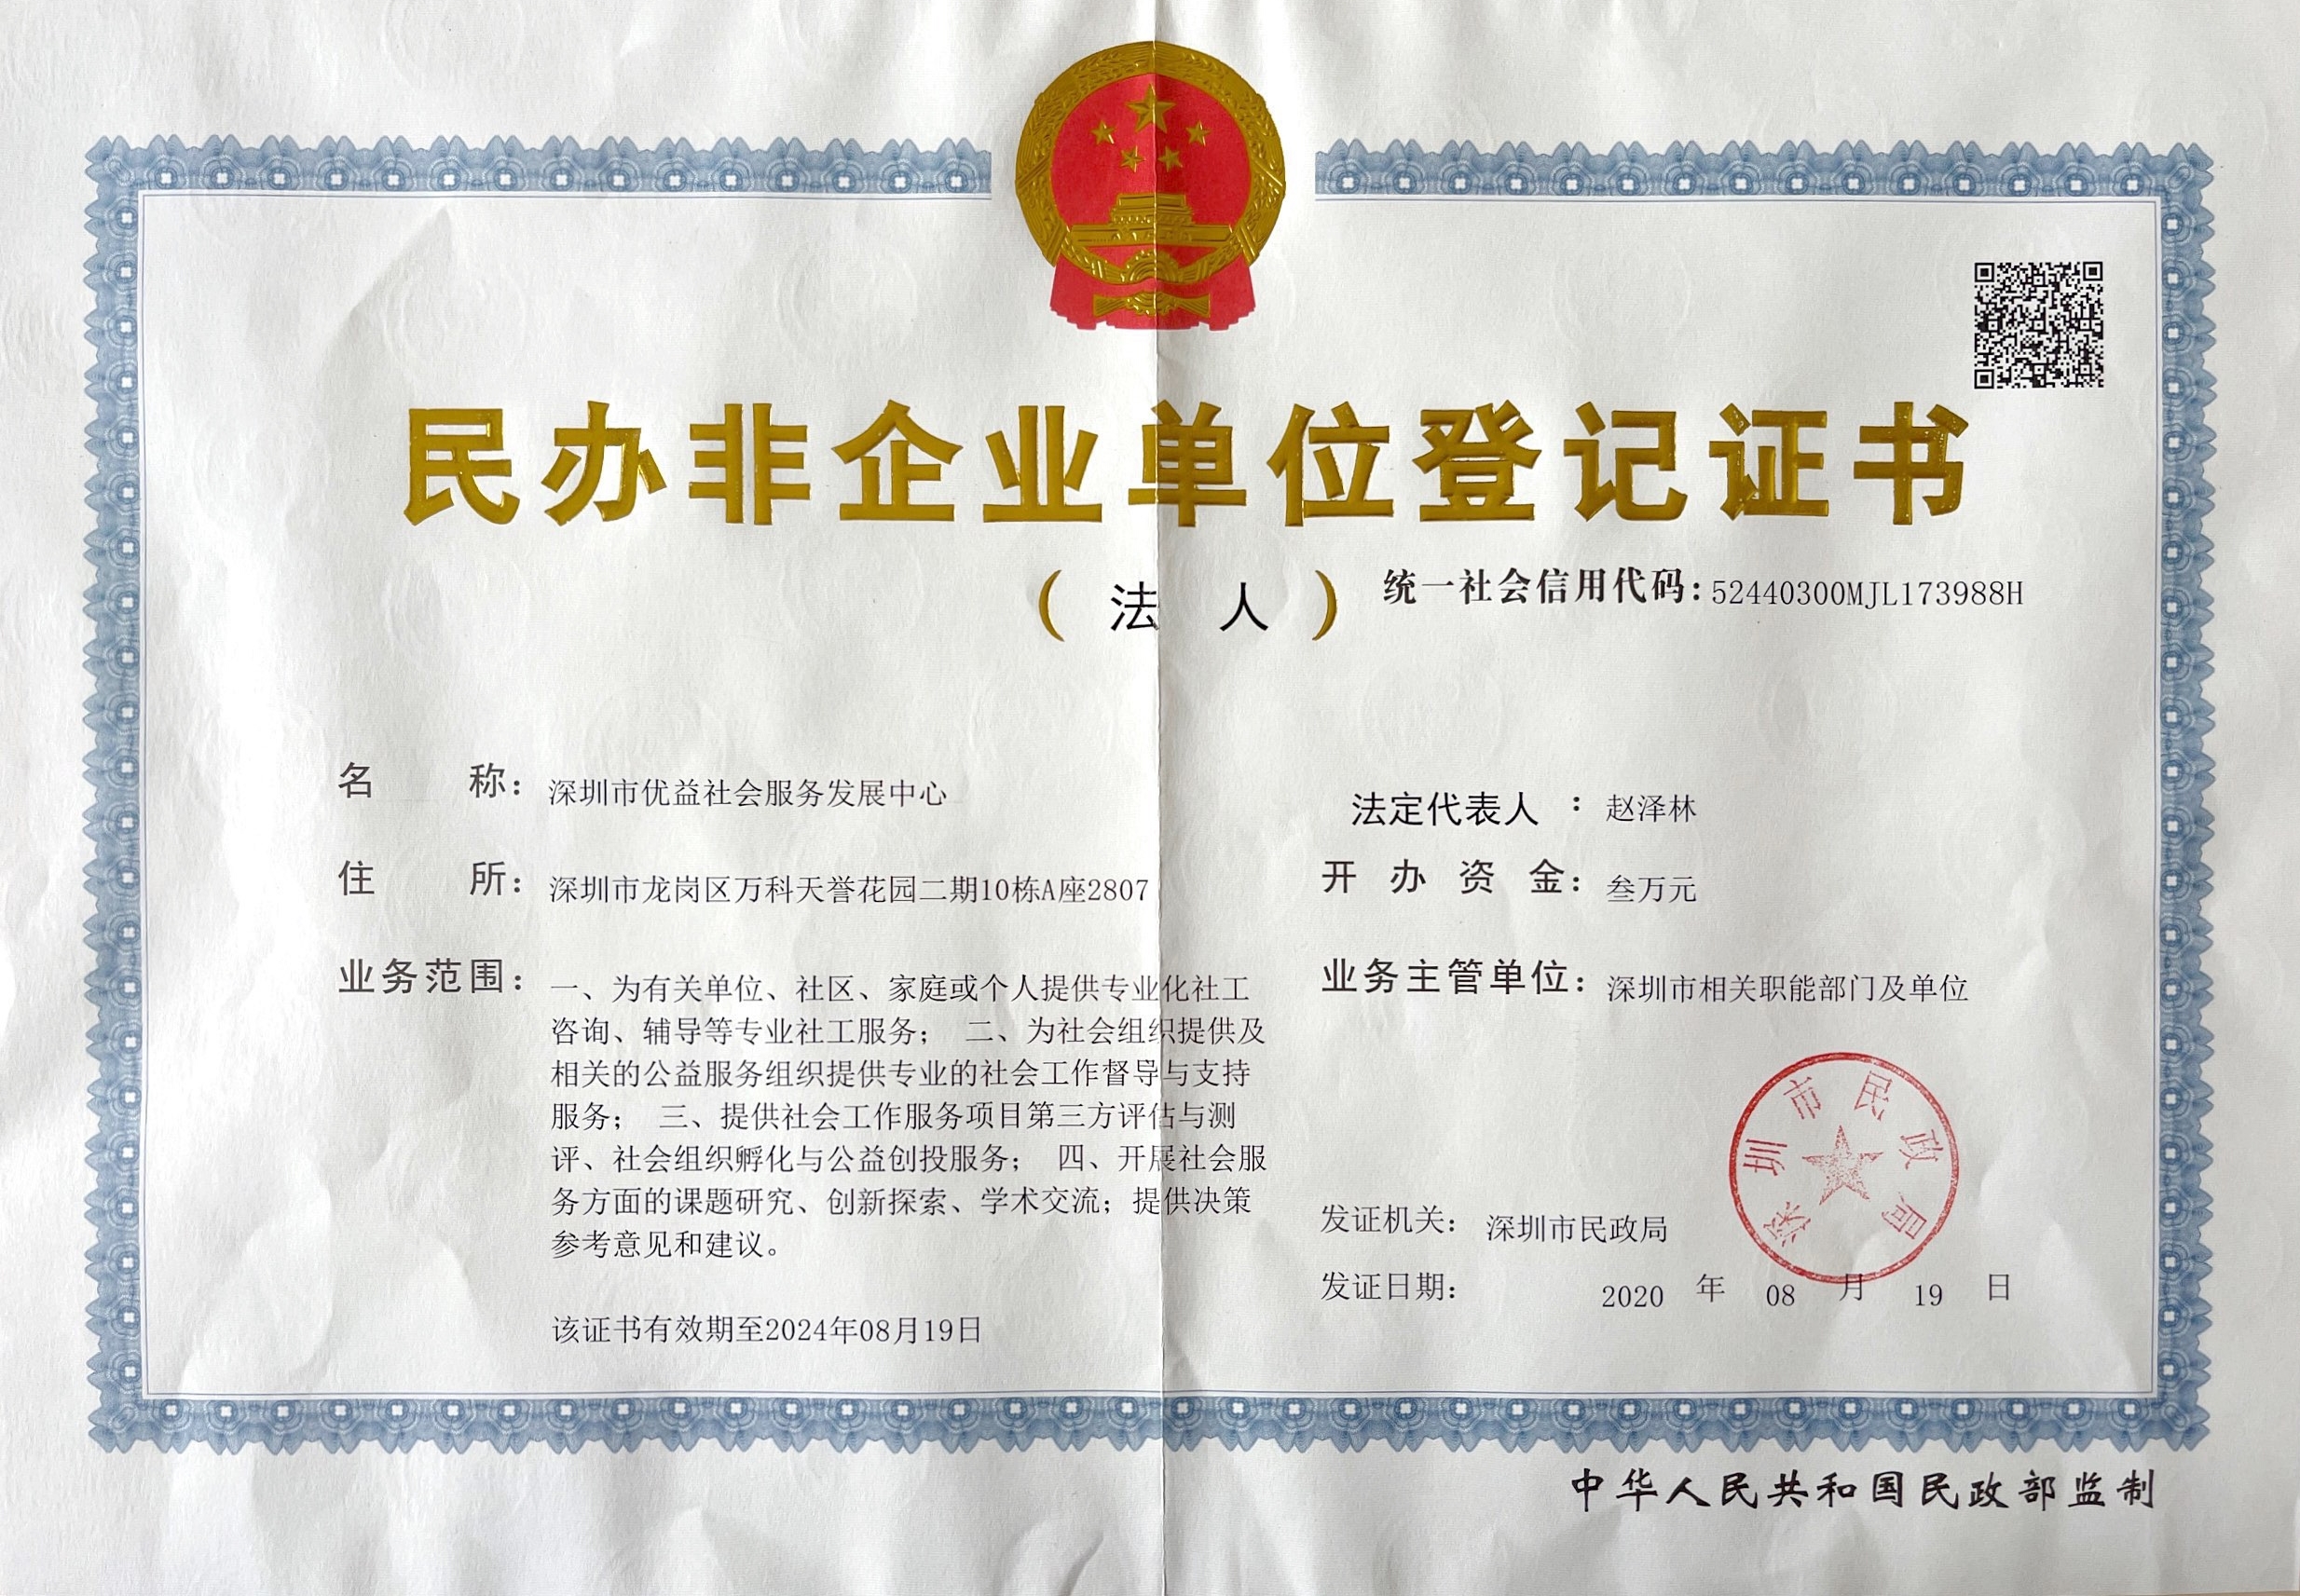 民办非企业单位登记证书
（法 人）
统一社会信用代码：52440300MJL173988H
名 称：深圳市优益社会服务发展中心
住 所：深圳市龙岗区万科天誉花园二期10栋A座2807
业务范围：一、为有关单位、社区、家庭或个人提供专业化社工
咨询、辅导等专业社工服务； 二、为社会组织提供及
相关的公益服务组织提供专业的社会工作督导与支持
服务； 三、提供社会工作服务项目第三方评估与测
评、社会组织孵化与公益创投服务； 四、开展社会服
务方面的课题研究、创新探索、学术交流；提供决策
参考意见和建议。
该证书有效期至2024年08月19日
法定代表人：赵泽林
开办资金：叁万元
业务主管单位：深圳市相关职能部门及单位
深圳市民政局
发证机关：深圳市民政局
发证日期：2020 年 08 月 19 日
中华人民共和国民政部监制